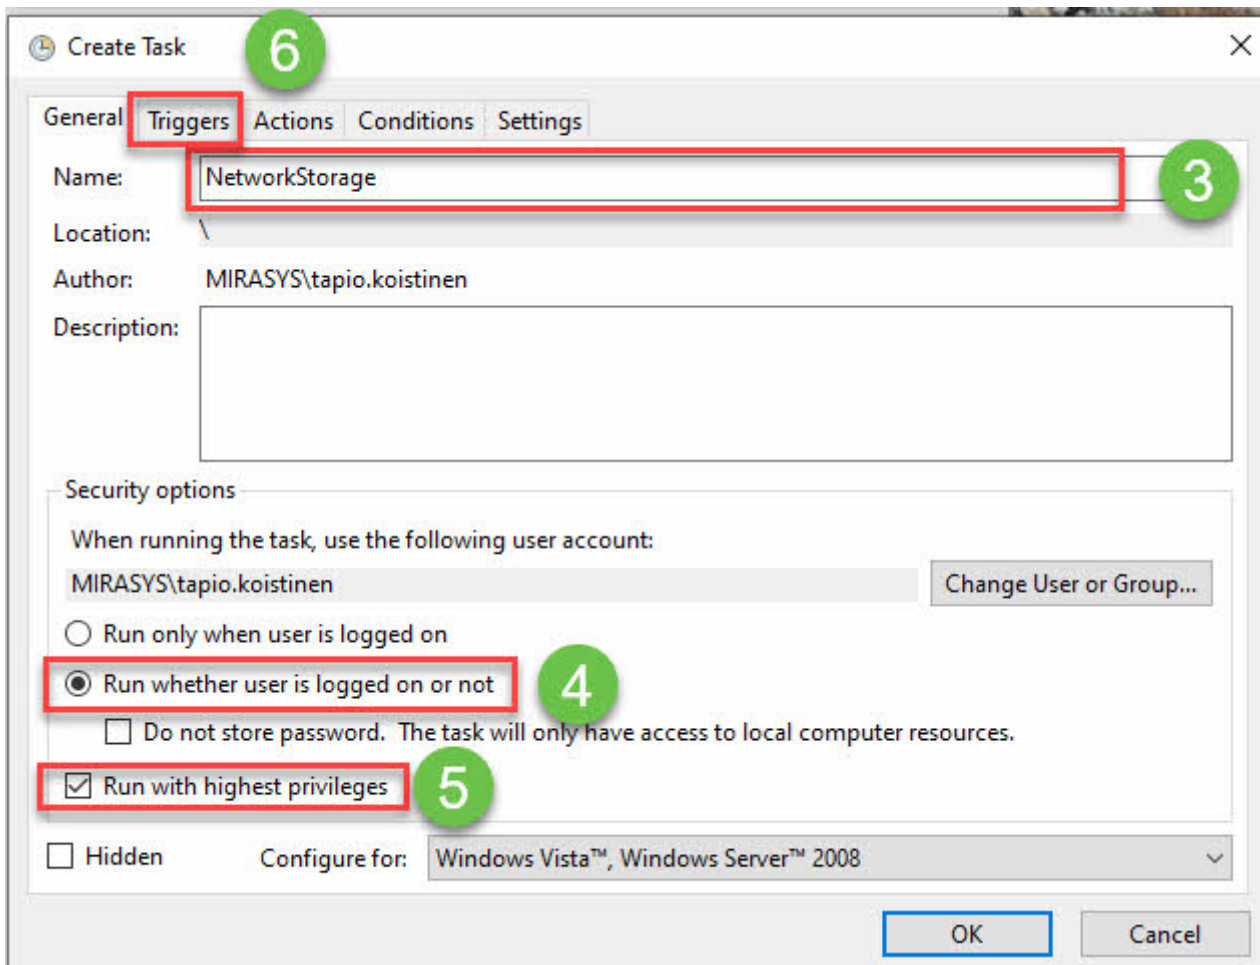 Create Task
6
General Triggers Actions Conditions Settings
Name: NetworkStorage
3
Location: \
Author: MIRASYS\tapio.koistinen
Description:
Security options
When running the task, use the following user account:
MIRASYS\tapio.koistinen Change User or Group...
Run only when user is logged on
Run whether user is logged on or not
4
Do not store password. The task will only have access to local computer resources.
Run with highest privileges
5
Hidden Configure for: Windows Vista™, Windows Server™ 2008
OK Cancel